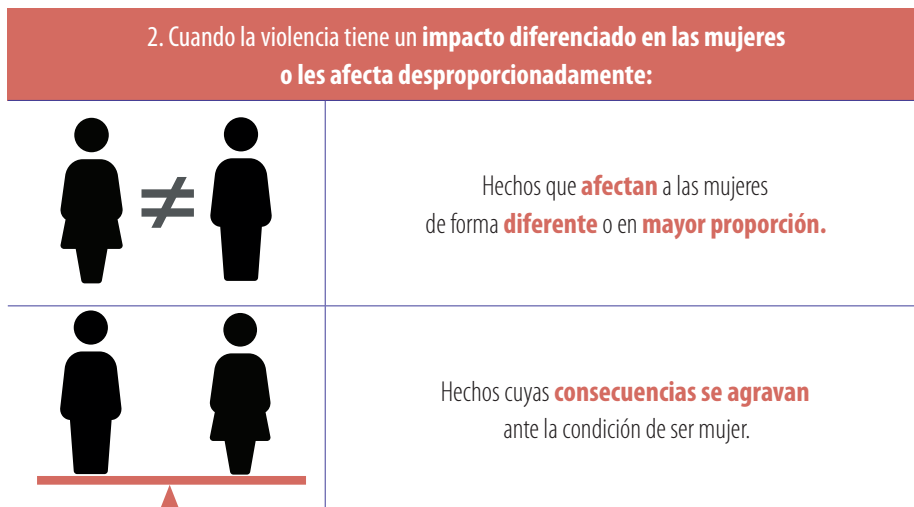 2. Cuando la violencia tiene un impacto diferenciado en las mujeres
o les afecta desproporcionadamente:
≠
Hechos que afectan a las mujeres
de forma diferente o en mayor proporción.
Hechos cuyas consecuencias se agravan
ante la condición de ser mujer.